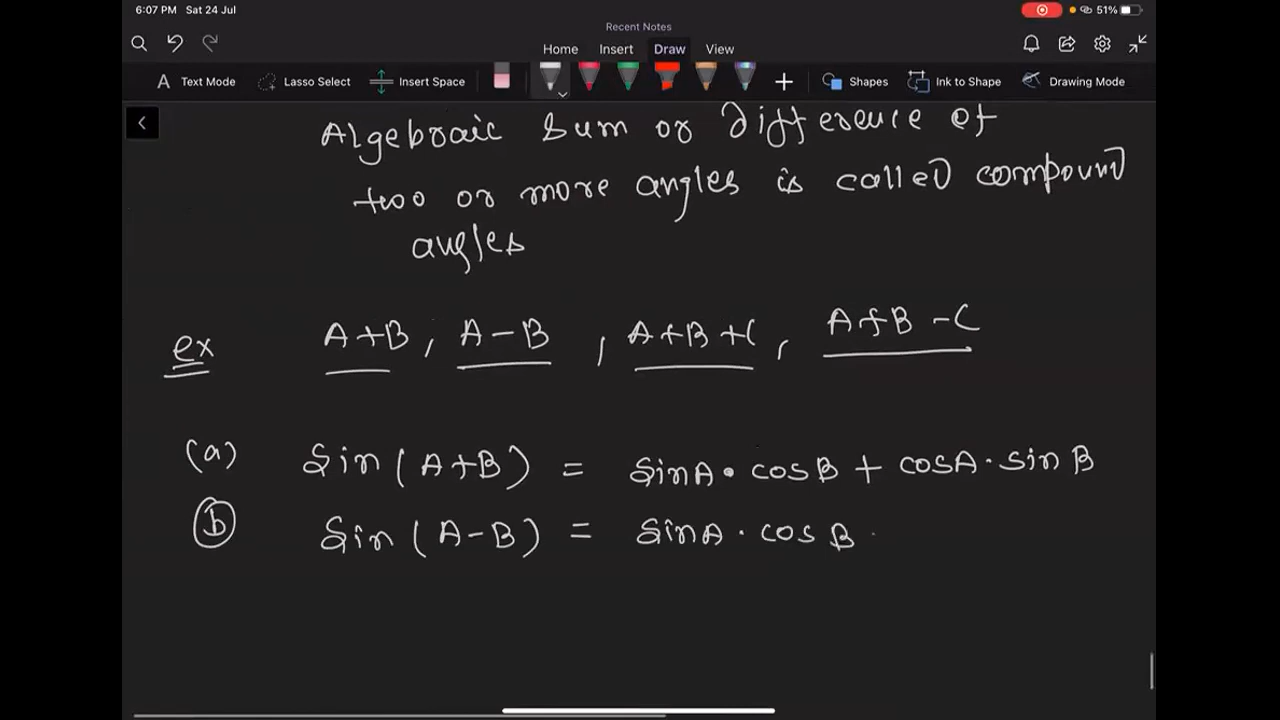 6:07 PM Sat 24 Jul
51%
Recent Notes
Home Insert Draw View
Text Mode Lasso Select Insert Space Shapes Ink to Shape Drawing Mode
Algebraic Sum or Difference of
two or more angles is called compound
angles
ex A+B, A-B, A+B+C, A+B-C
(a) Sin(A+B) = sinA·cosB + cosA·sinB
(b) Sin(A-B) = sinA·cosB